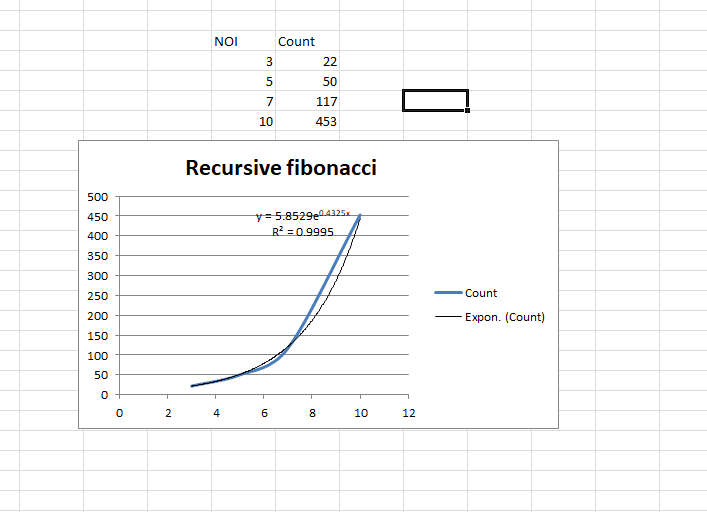 NOI Count
3 22
5 50
7 117
10 453
Recursive fibonacci
500
450
400
350
300
250
200
150
100
50
0
y = 5.8529e^0.4325x
R² = 0.9995
Count
Expon. (Count)
0 2 4 6 8 10 12